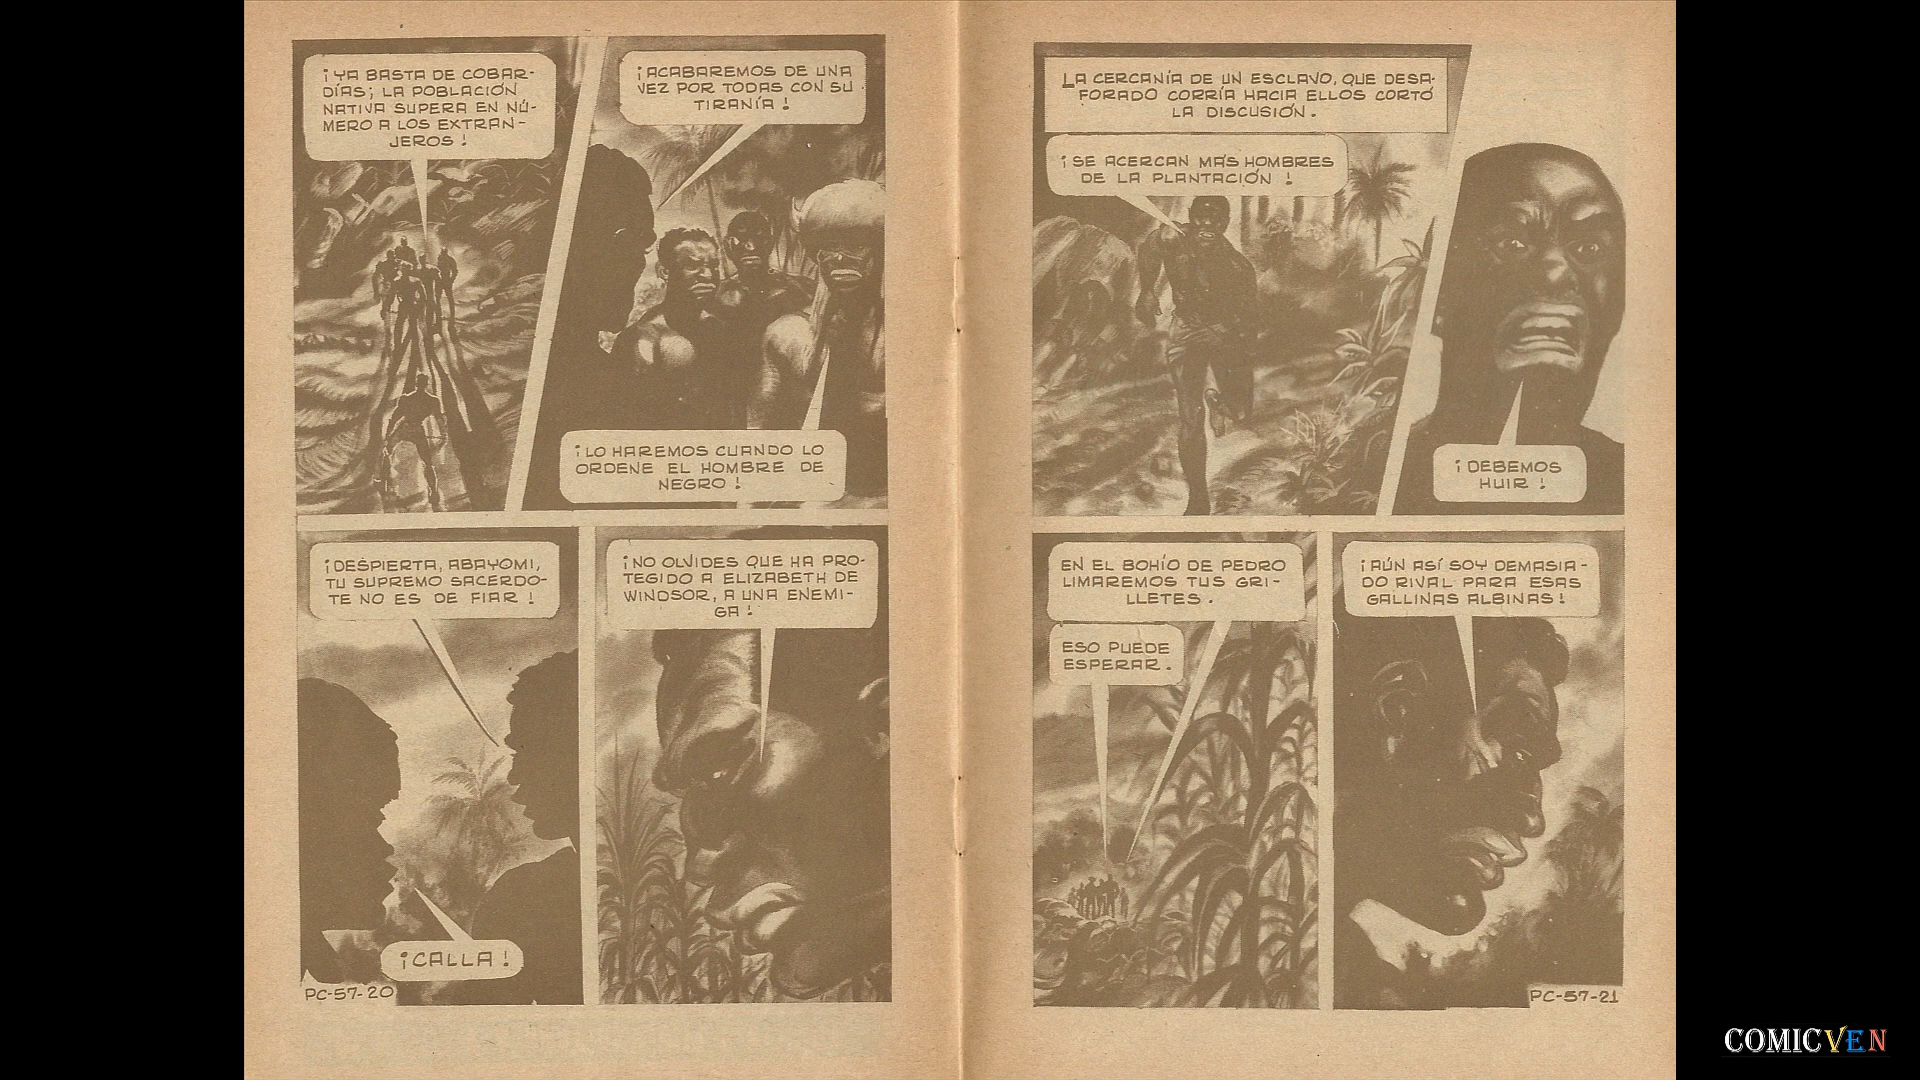 ¡YA BASTA DE COBAR-
DÍAS; LA POBLACIÓN
NATIVA SUPERA EN NÚ-
MERO A LOS EXTRAN-
JEROS!
¡ACABAREMOS DE UNA
VEZ POR TODAS CON SU
TIRANÍA!
¡LO HAREMOS CUANDO LO
ORDENE EL HOMBRE DE
NEGRO!
¡DESPIERTA, ABAYOMI,
TU SUPREMO SACERDO-
TE NO ES DE FIAR!
¡CALLA!
¡NO OLVIDES QUE HA PRO-
TEGIDO A ELIZABETH DE
WINDSOR, A UNA ENEMI-
GA!
PC-57-20
LA CERCANÍA DE UN ESCLAVO, QUE DESA-
FORADO CORRÍA HACIA ELLOS CORTÓ
LA DISCUSIÓN.
¡SE ACERCAN MÁS HOMBRES
DE LA PLANTACIÓN!
¡DEBEMOS
HUIR!
EN EL BOHÍO DE PEDRO
LIMAREMOS TUS GRI-
LLETES.
ESO PUEDE
ESPERAR.
¡AÚN ASÍ SOY DEMASIA-
DO RIVAL PARA ESAS
GALLINAS ALBINAS!
PC-57-21
COMICVEN